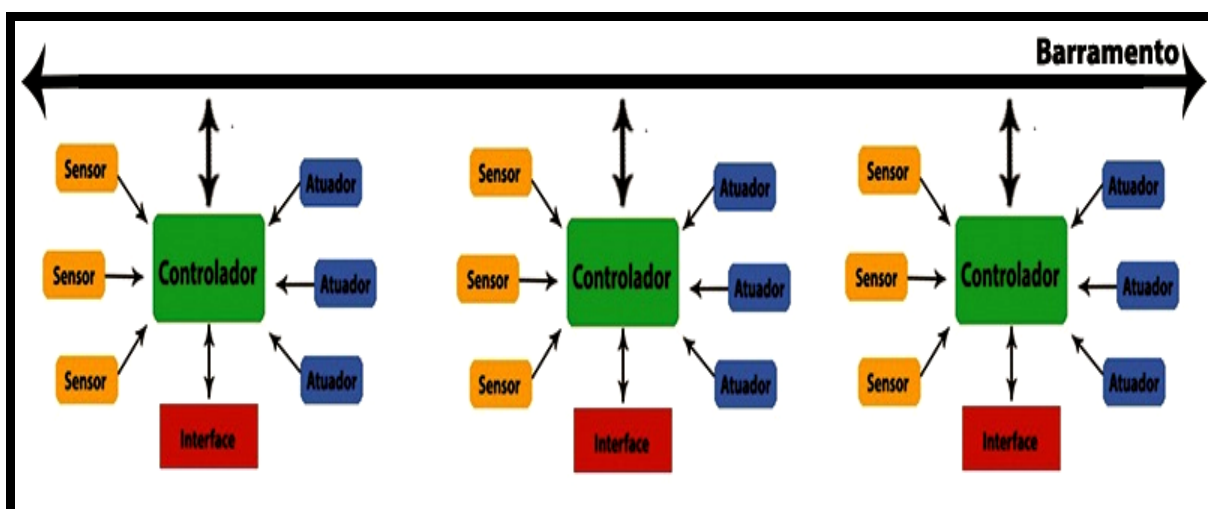 Barramento
Sensor
Atuador
Sensor
Controlador
Atuador
Sensor
Atuador
Interface
Sensor
Atuador
Sensor
Controlador
Atuador
Sensor
Atuador
Interface
Sensor
Atuador
Sensor
Controlador
Atuador
Sensor
Atuador
Interface